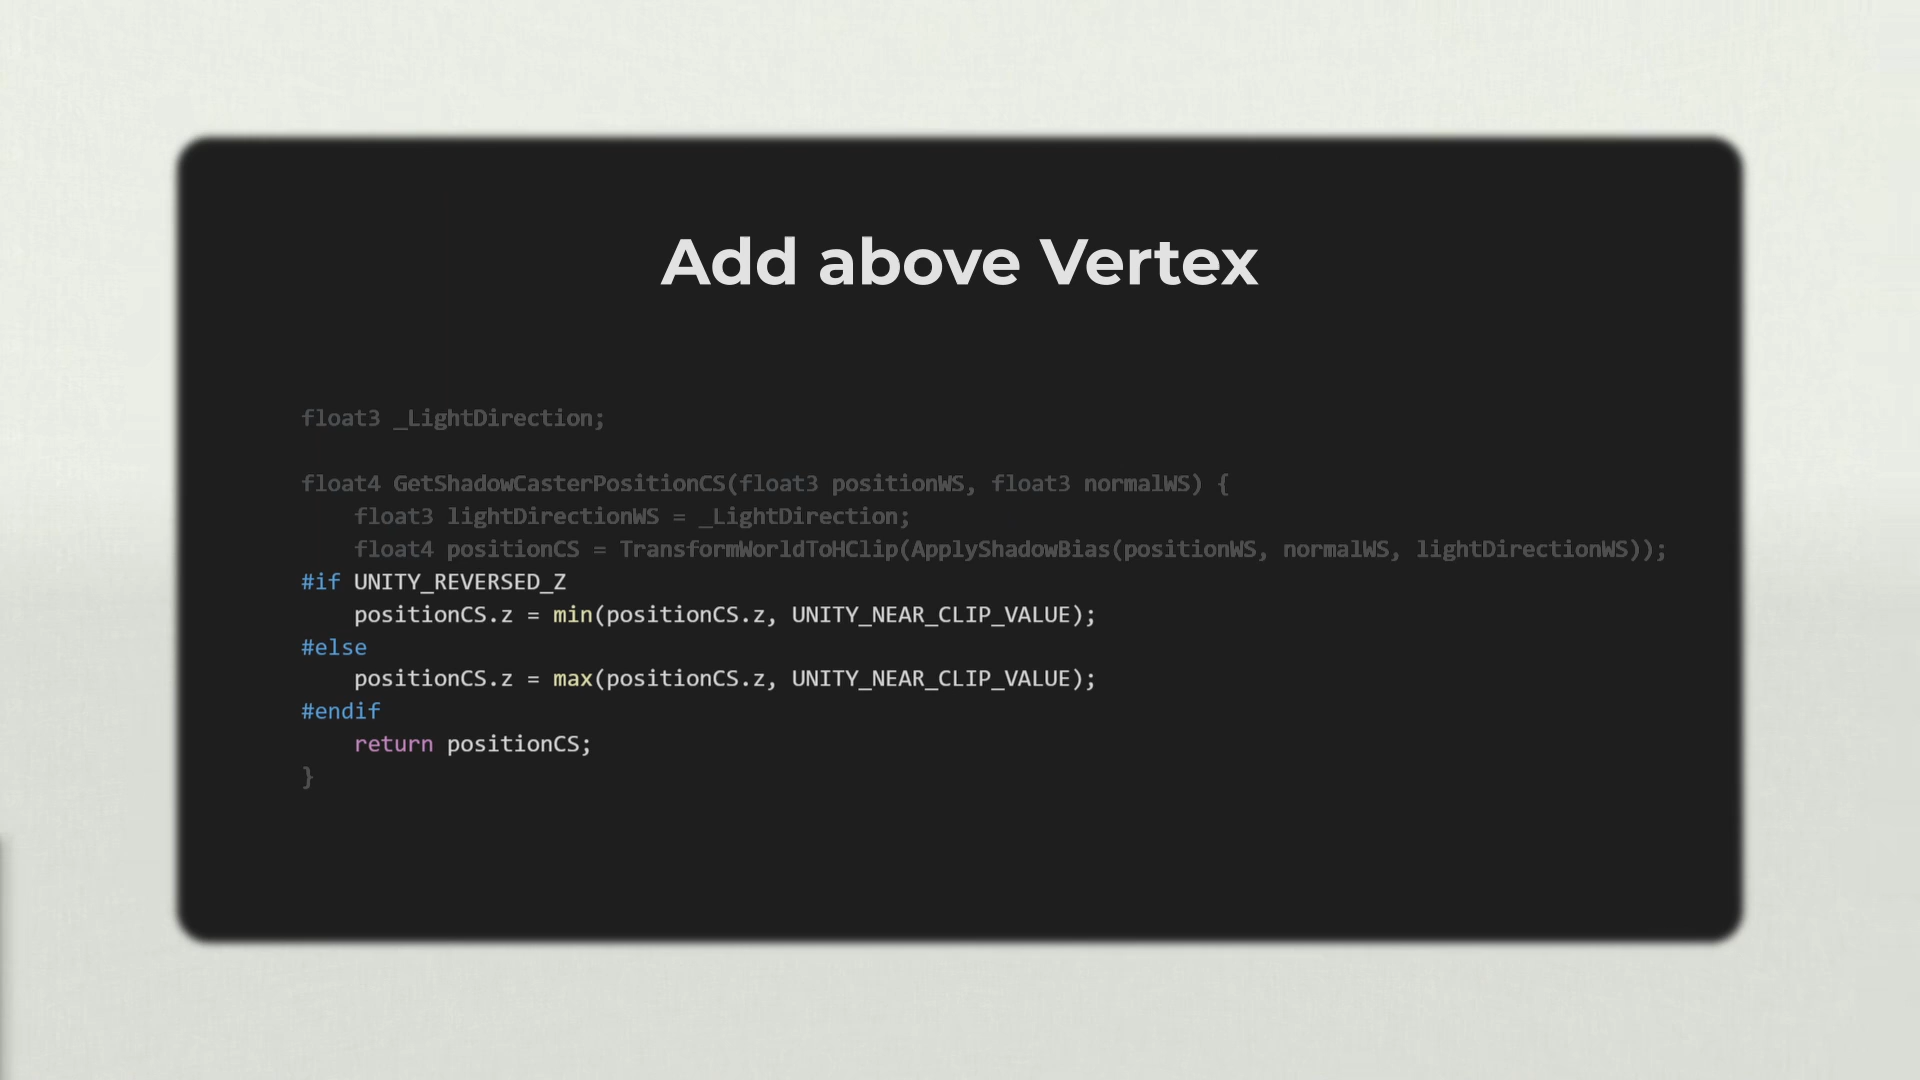 Add above Vertex
float3 _LightDirection;
float4 GetShadowCasterPositionCS(float3 positionWS, float3 normalWS) {
    float3 lightDirectionWS = _LightDirection;
    float4 positionCS = TransformWorldToHClip(ApplyShadowBias(positionWS, normalWS, lightDirectionWS));
#if UNITY_REVERSED_Z
    positionCS.z = min(positionCS.z, UNITY_NEAR_CLIP_VALUE);
#else
    positionCS.z = max(positionCS.z, UNITY_NEAR_CLIP_VALUE);
#endif
    return positionCS;
}